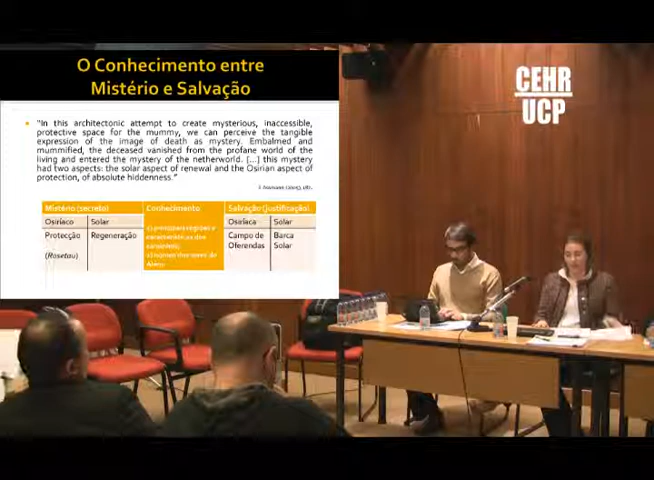 O Conhecimento entre
Mistério e Salvação
CEHR
UCP
"In this architectonic attempt to create mysterious, inaccessible,
protective space for the mummy, we can perceive the tangible
expression of the image of death as mystery. Embalmed and
mummified, the deceased vanished from the profane world of the
living and entered the mystery of the netherworld. [...] this mystery
had two aspects: the solar aspect of renewal and the Osirian aspect of
protection, of absolute hiddenness."
Mistério (secreto) Conhecimento Salvação (justificação)
Osiríaco Solar Solar
Protecção Regeneração Campo de Barca
Oferendas Solar
(Rosetau)